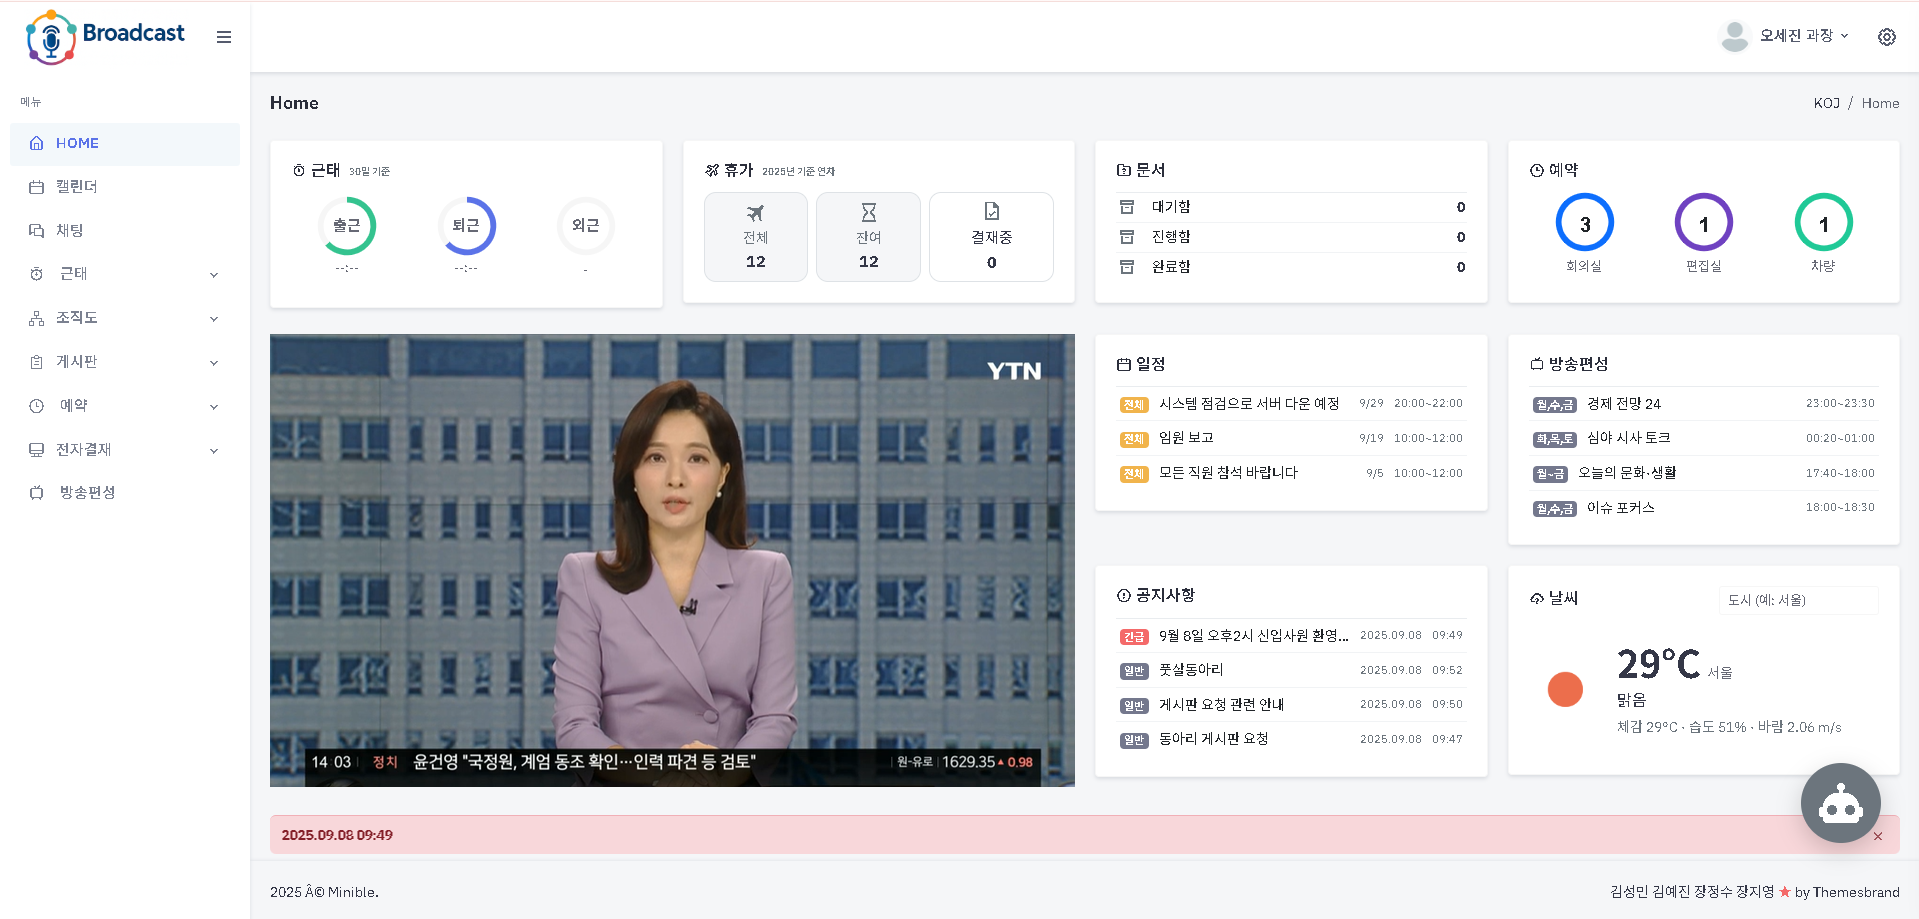 Broadcast
오세진 과장
메뉴
HOME
캘린더
채팅
근태
조직도
게시판
예약
전자결재
방송편성
Home
KOJ / Home
근태 30일 기준
출근
퇴근
외근
--:--
--:--
-
휴가 2025년 기준 연차
전체
12
잔여
12
결재중
0
문서
대기함 0
진행함 0
완료함 0
예약
3
1
1
회의실
편집실
차량
YTN
14 03 정치 윤건영 "국정원, 계엄 동조 확인···인력 파견 등 검토" 원-유로 1629.35▲0.98
일정
전체 시스템 점검으로 서버 다운 예정 9/29 20:00~22:00
전체 임원 보고 9/19 10:00~12:00
전체 모든 직원 참석 바랍니다 9/5 10:00~12:00
방송편성
월,수,금 경제 전망 24 23:00~23:30
화,목,토 심야 시사 토크 00:20~01:00
월~금 오늘의 문화·생활 17:40~18:00
월,수,금 이슈 포커스 18:00~18:30
공지사항
긴급 9월 8일 오후2시 신입사원 환영... 2025.09.08 09:49
일반 풋살동아리 2025.09.08 09:52
일반 게시판 요청 관련 안내 2025.09.08 09:50
일반 동아리 게시판 요청 2025.09.08 09:47
날씨
도시 (예: 서울)
29°C 서울
맑음
체감 29°C · 습도 51% · 바람 2.06 m/s
2025.09.08 09:49
×
2025 Â© Minible.
김성민 김예진 장정수 장지영 ★ by Themesbrand